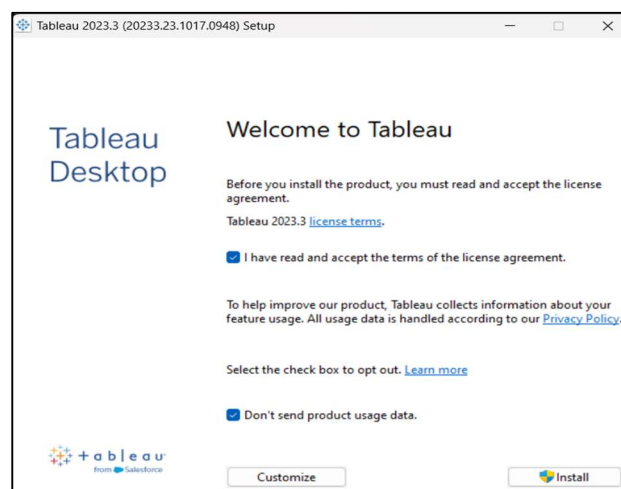 Tableau 2023.3 (20233.23.1017.0948) Setup
Tableau
Desktop
Welcome to Tableau
Before you install the product, you must read and accept the license
agreement.
Tableau 2023.3 license terms.
I have read and accept the terms of the license agreement.
To help improve our product, Tableau collects information about your
feature usage. All usage data is handled according to our Privacy Policy.
Select the check box to opt out. Learn more
Don't send product usage data.
+ a b l e a u
from Salesforce
Customize
Install